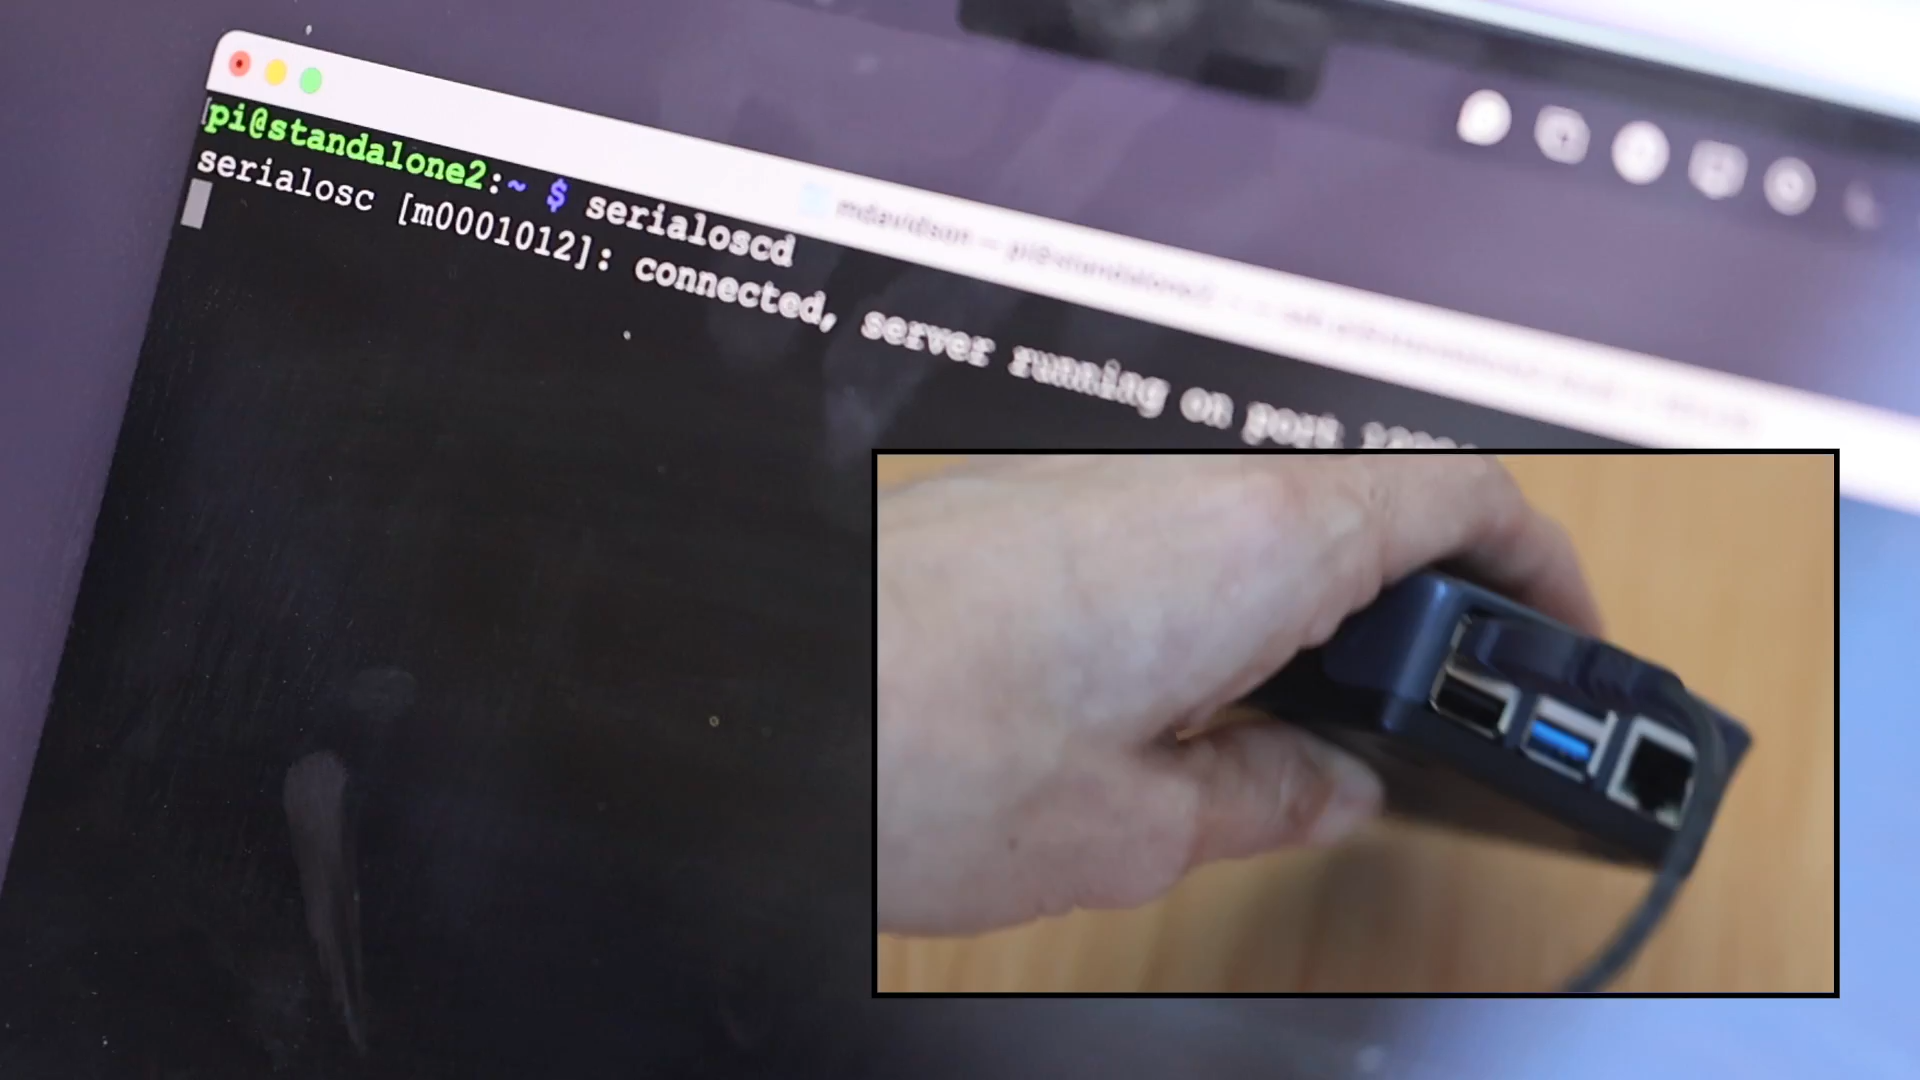 pi@standalone2:~ $ serialoscd
serialosc [m0001012]: connected, server running on port